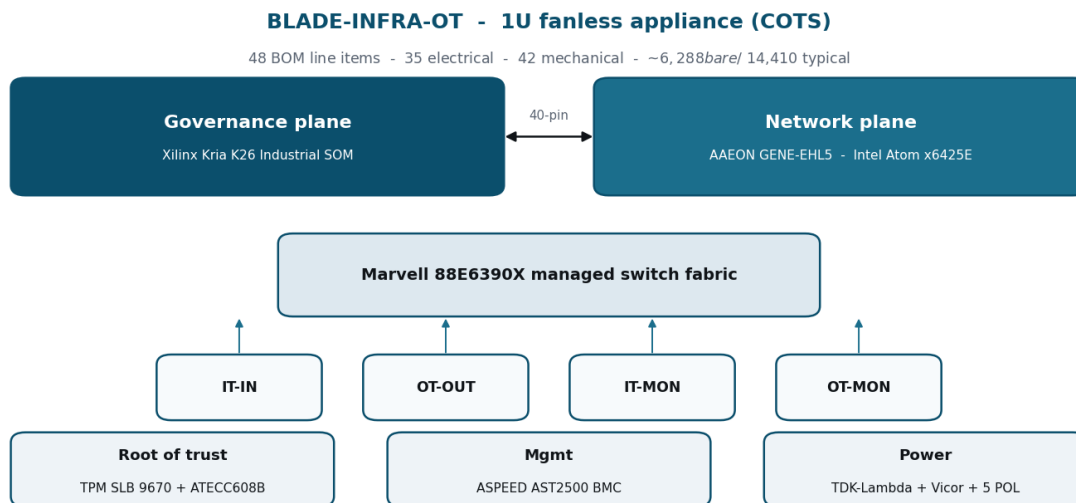 BLADE-INFRA-OT - 1U fanless appliance (COTS)
48 BOM line items - 35 electrical - 42 mechanical - ~6,288bare/ 14,410 typical
Governance plane
Xilinx Kria K26 Industrial SOM
40-pin
Network plane
AAEON GENE-EHL5 - Intel Atom x6425E
Marvell 88E6390X managed switch fabric
IT-IN
OT-OUT
IT-MON
OT-MON
Root of trust
TPM SLB 9670 + ATECC608B
Mgmt
ASPEED AST2500 BMC
Power
TDK-Lambda + Vicor + 5 POL